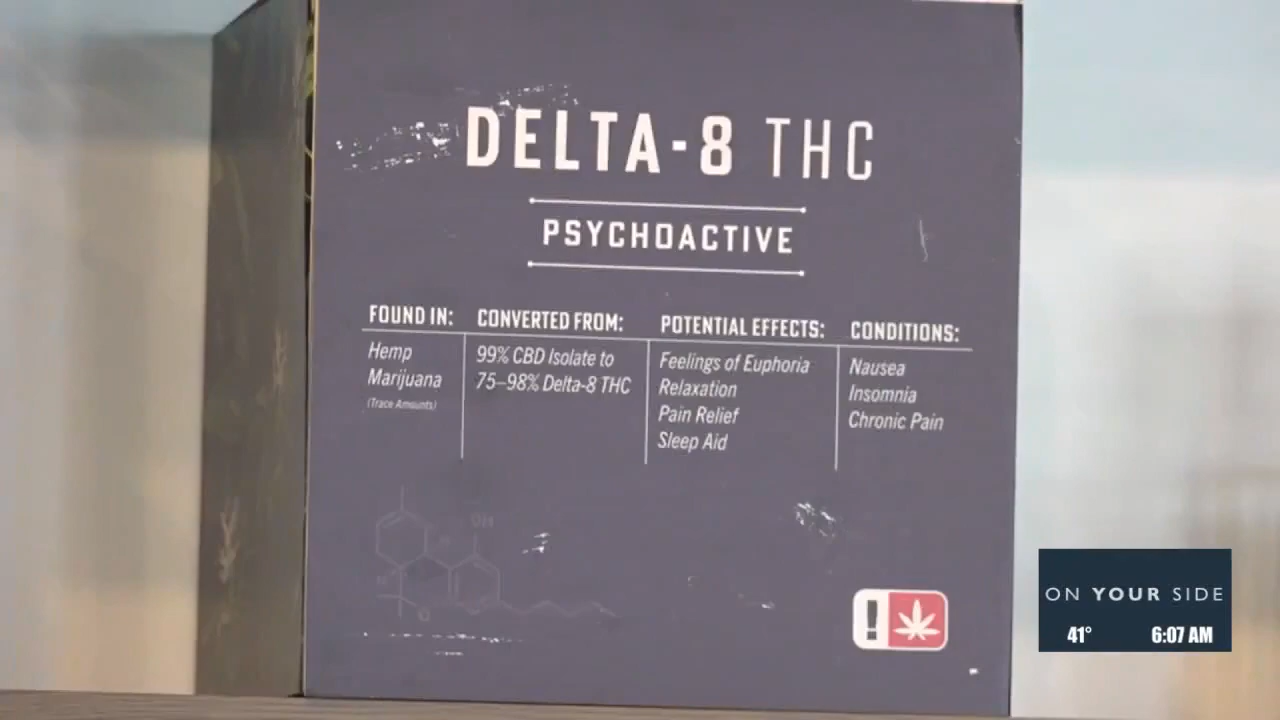 DELTA-8 THC
PSYCHOACTIVE
FOUND IN:
Hemp
Marijuana
(Trace Amounts)
CONVERTED FROM:
99% CBD Isolate to
75–98% Delta-8 THC
POTENTIAL EFFECTS:
Feelings of Euphoria
Relaxation
Pain Relief
Sleep Aid
CONDITIONS:
Nausea
Insomnia
Chronic Pain
OH
O
!
ON YOUR SIDE
41° 6:07 AM